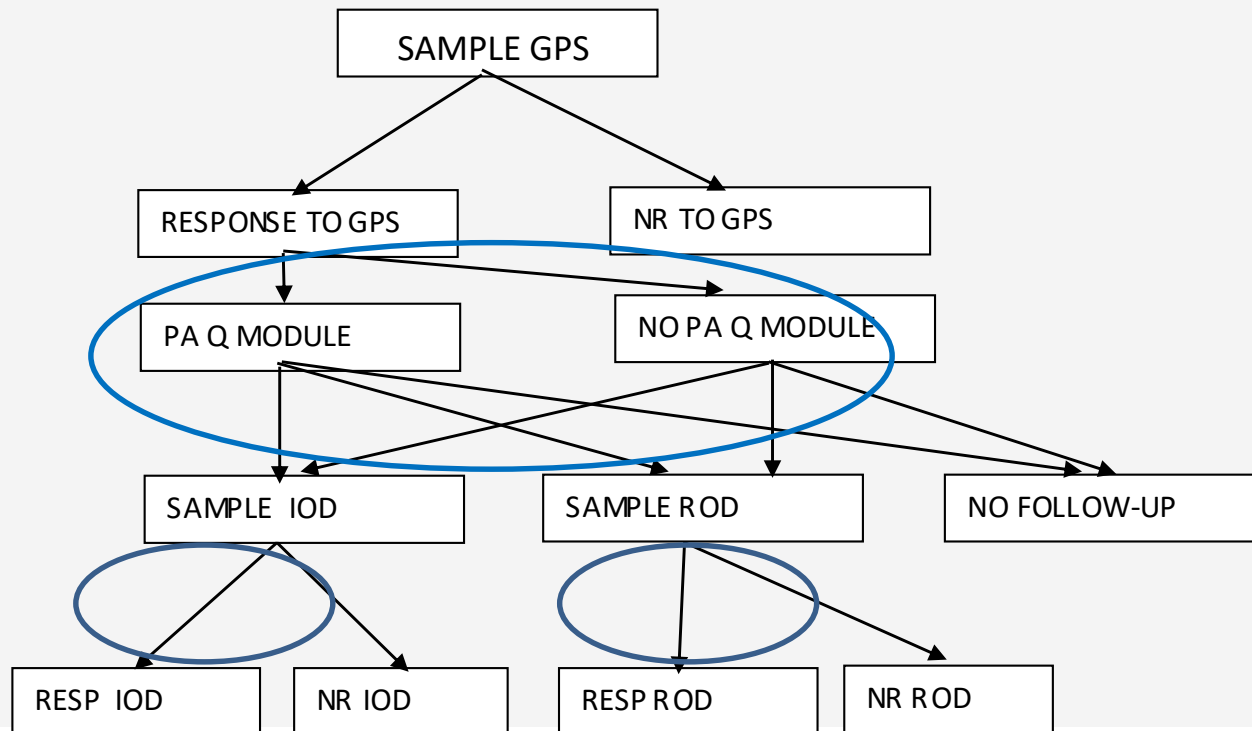 SAMPLE GPS
RESPONSE TO GPS
NR TO GPS
PA Q MODULE
NO PA Q MODULE
SAMPLE IOD
SAMPLE ROD
NO FOLLOW-UP
RESP IOD
NR IOD
RESP ROD
NR ROD